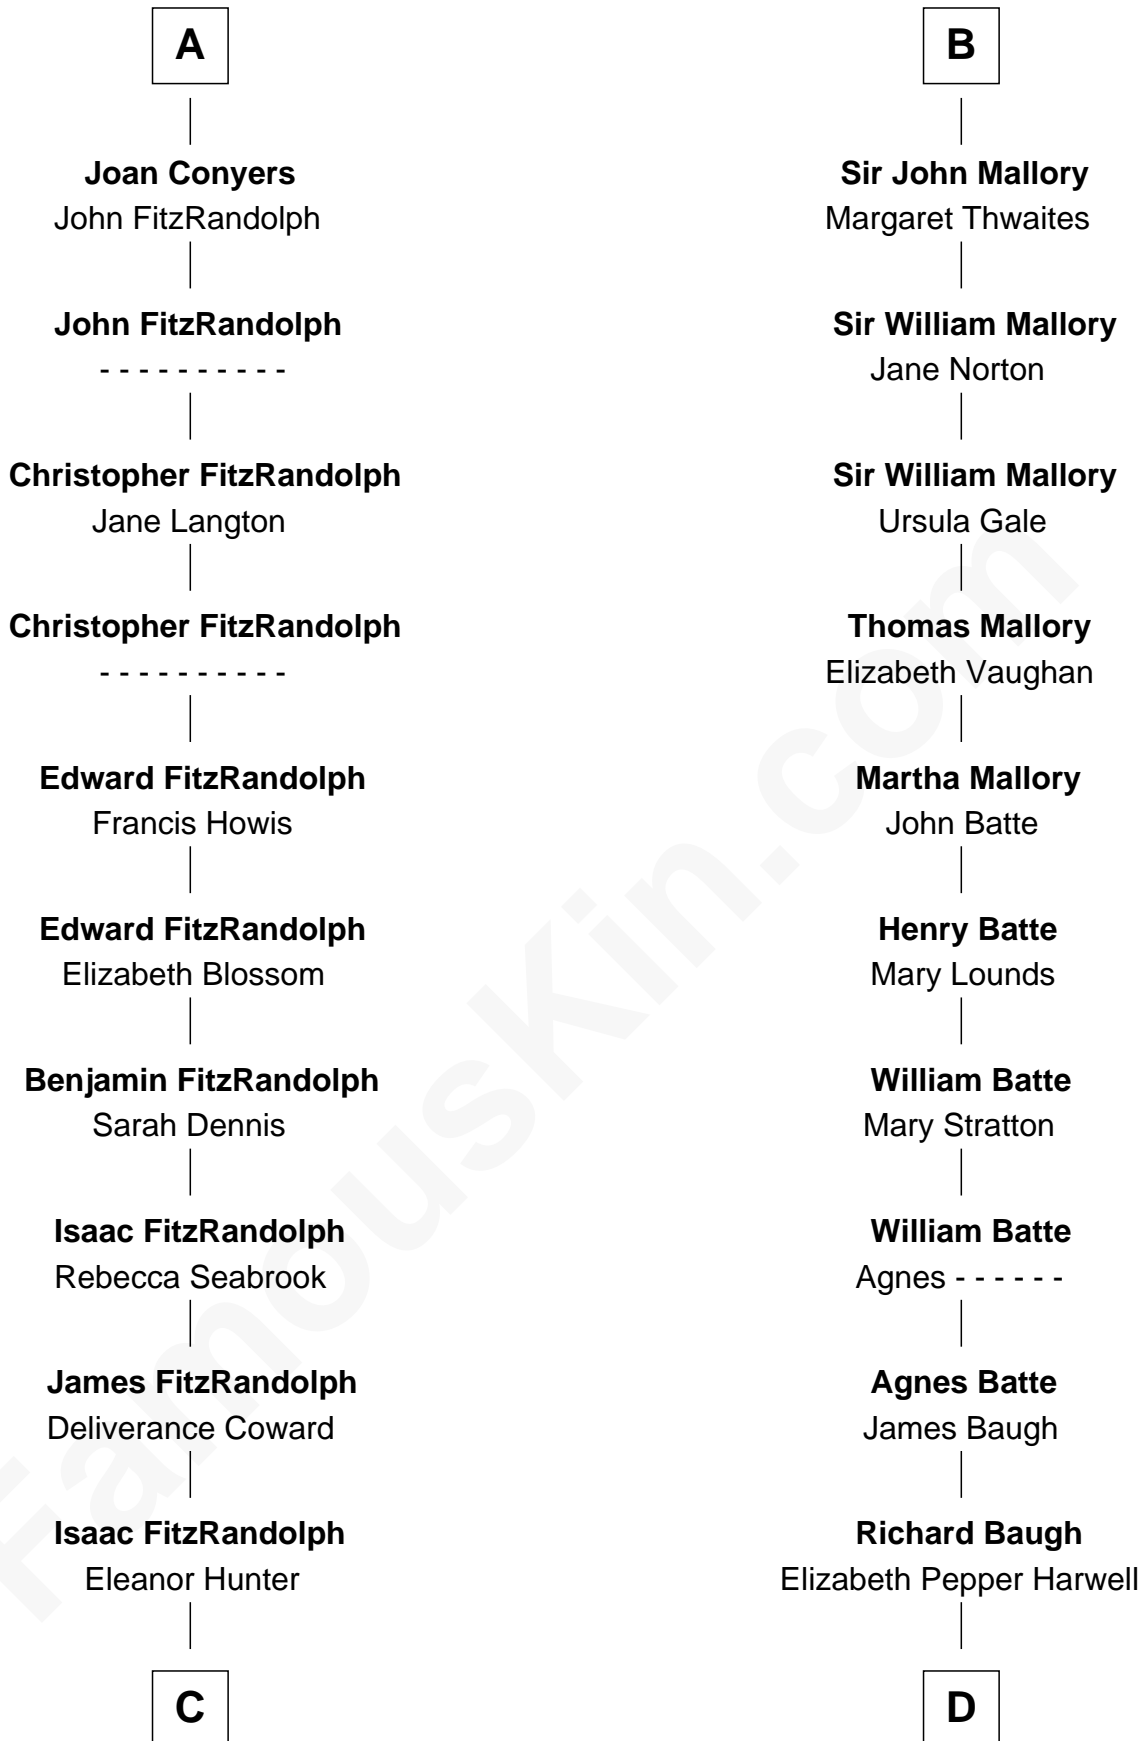 A
Joan Conyers
John FitzRandolph
John FitzRandolph
- - - - - - - - - -
Christopher FitzRandolph
Jane Langton
Christopher FitzRandolph
- - - - - - - - - -
Edward FitzRandolph
Francis Howis
Edward FitzRandolph
Elizabeth Blossom
Benjamin FitzRandolph
Sarah Dennis
Isaac FitzRandolph
Rebecca Seabrook
James FitzRandolph
Deliverance Coward
Isaac FitzRandolph
Eleanor Hunter
C
B
Sir John Mallory
Margaret Thwaites
Sir William Mallory
Jane Norton
Sir William Mallory
Ursula Gale
Thomas Mallory
Elizabeth Vaughan
Martha Mallory
John Batte
Henry Batte
Mary Lounds
William Batte
Mary Stratton
William Batte
Agnes - - - - - -
Agnes Batte
James Baugh
Richard Baugh
Elizabeth Pepper Harwell
D
FamousKin.com